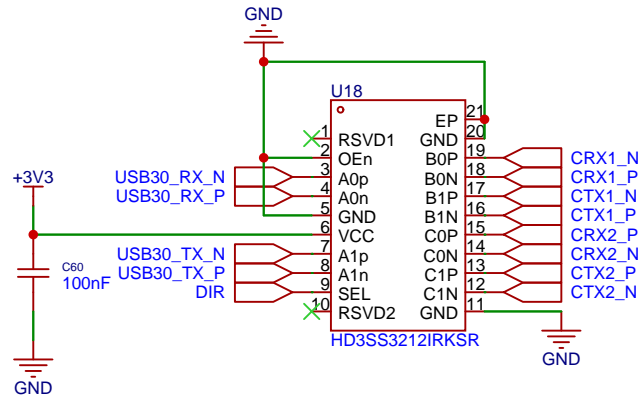 GND
U18
1 RSVD1
2 OEn
USB30_RX_N 3 A0p
USB30_RX_P 4 A0n
5 GND
+3V3
6 VCC
USB30_TX_N 7 A1p
USB30_TX_P 8 A1n
DIR 9 SEL
10 RSVD2
EP 21
GND 20
B0P 19 CRX1_N
B0N 18 CRX1_P
B1P 17 CTX1_N
B1N 16 CTX1_P
C0P 15 CRX2_P
C0N 14 CRX2_N
C1P 13 CTX2_P
C1N 12 CTX2_N
GND 11
HD3SS3212IRKSR
C60
100nF
GND
GND